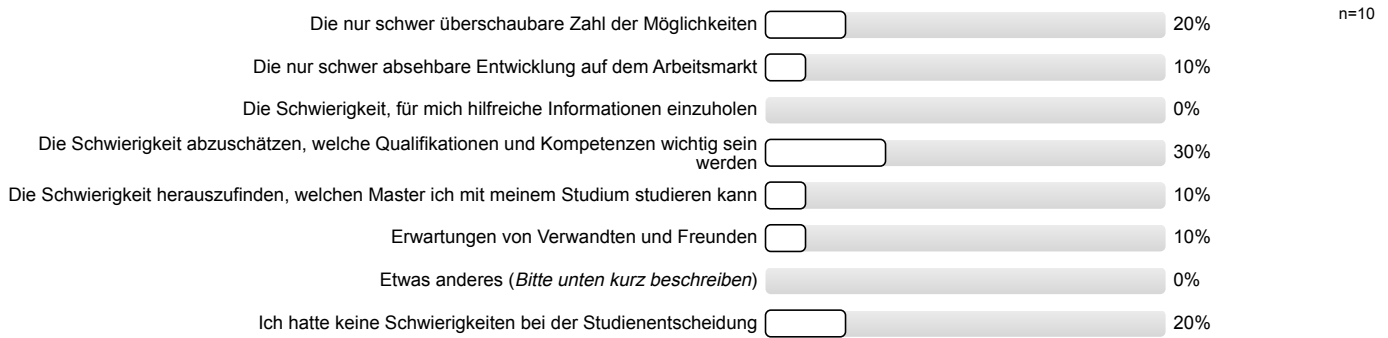 n=10
Die nur schwer überschaubare Zahl der Möglichkeiten 20%
Die nur schwer absehbare Entwicklung auf dem Arbeitsmarkt 10%
Die Schwierigkeit, für mich hilfreiche Informationen einzuholen 0%
Die Schwierigkeit abzuschätzen, welche Qualifikationen und Kompetenzen wichtig sein
werden 30%
Die Schwierigkeit herauszufinden, welchen Master ich mit meinem Studium studieren kann 10%
Erwartungen von Verwandten und Freunden 10%
Etwas anderes (Bitte unten kurz beschreiben) 0%
Ich hatte keine Schwierigkeiten bei der Studienentscheidung 20%